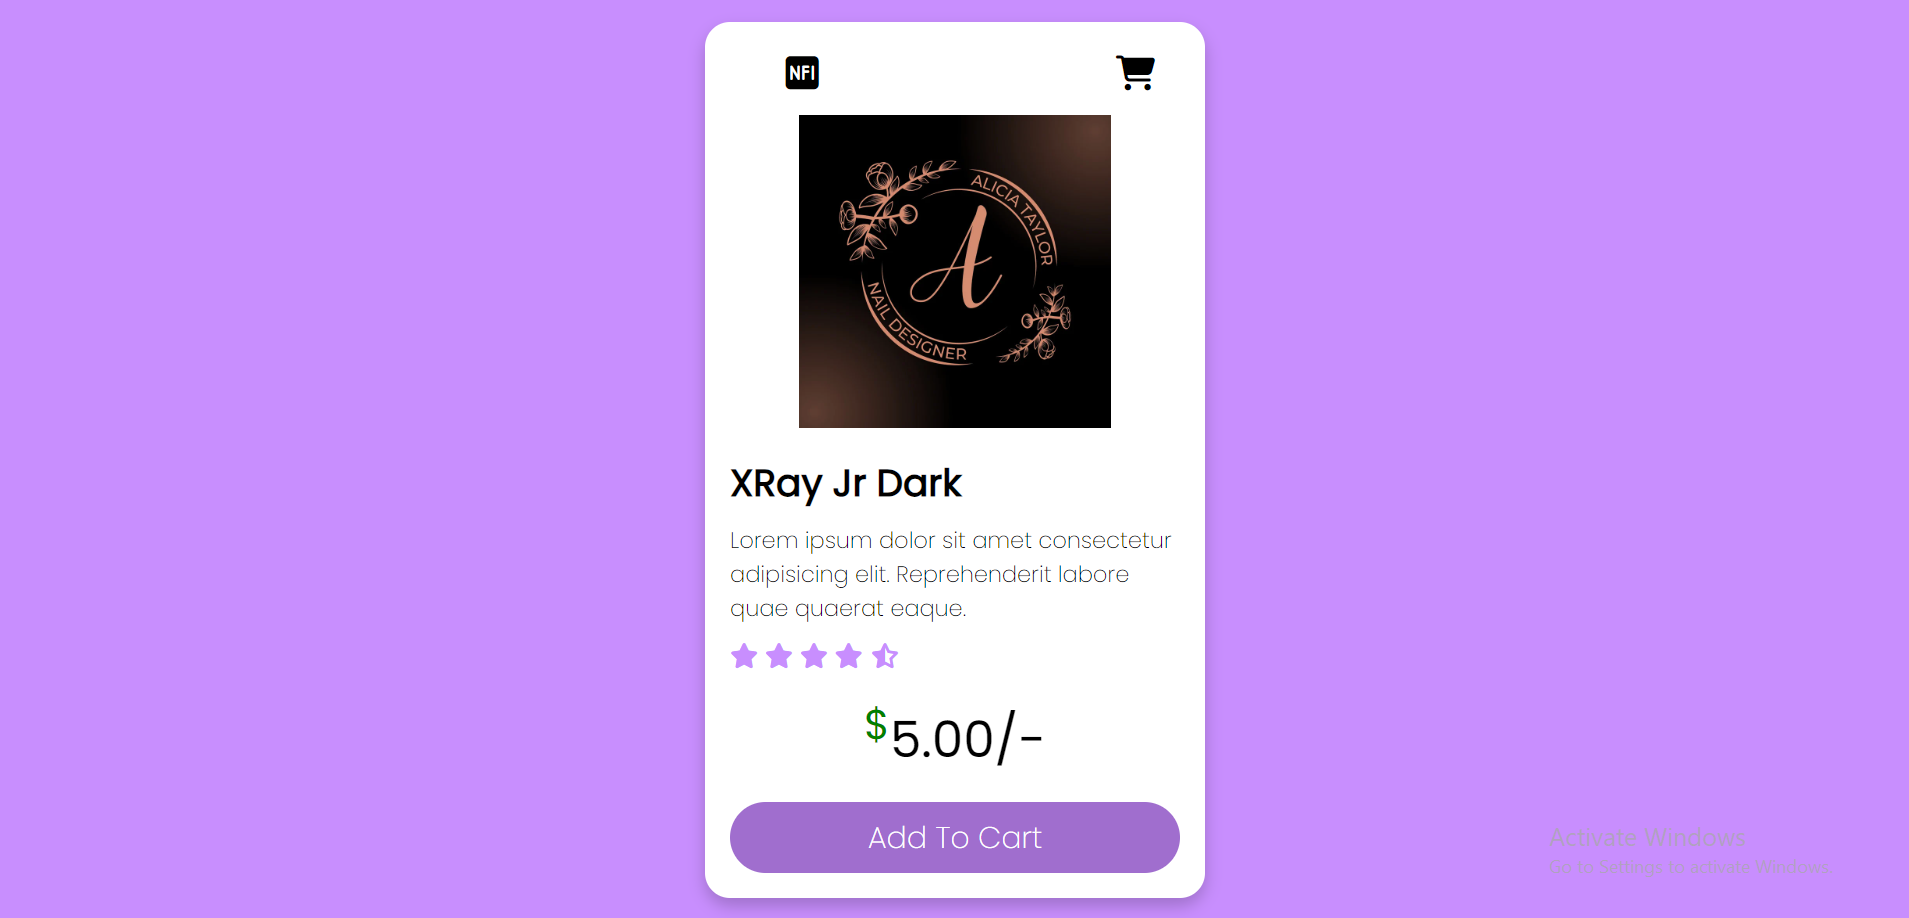 NFI
ALICIA TAYLOR
A
NAIL DESIGNER
XRay Jr Dark
Lorem ipsum dolor sit amet consectetur
adipisicing elit. Reprehenderit labore
quae quaerat eaque.
$5.00/-
Add To Cart
Activate Windows
Go to Settings to activate Windows.